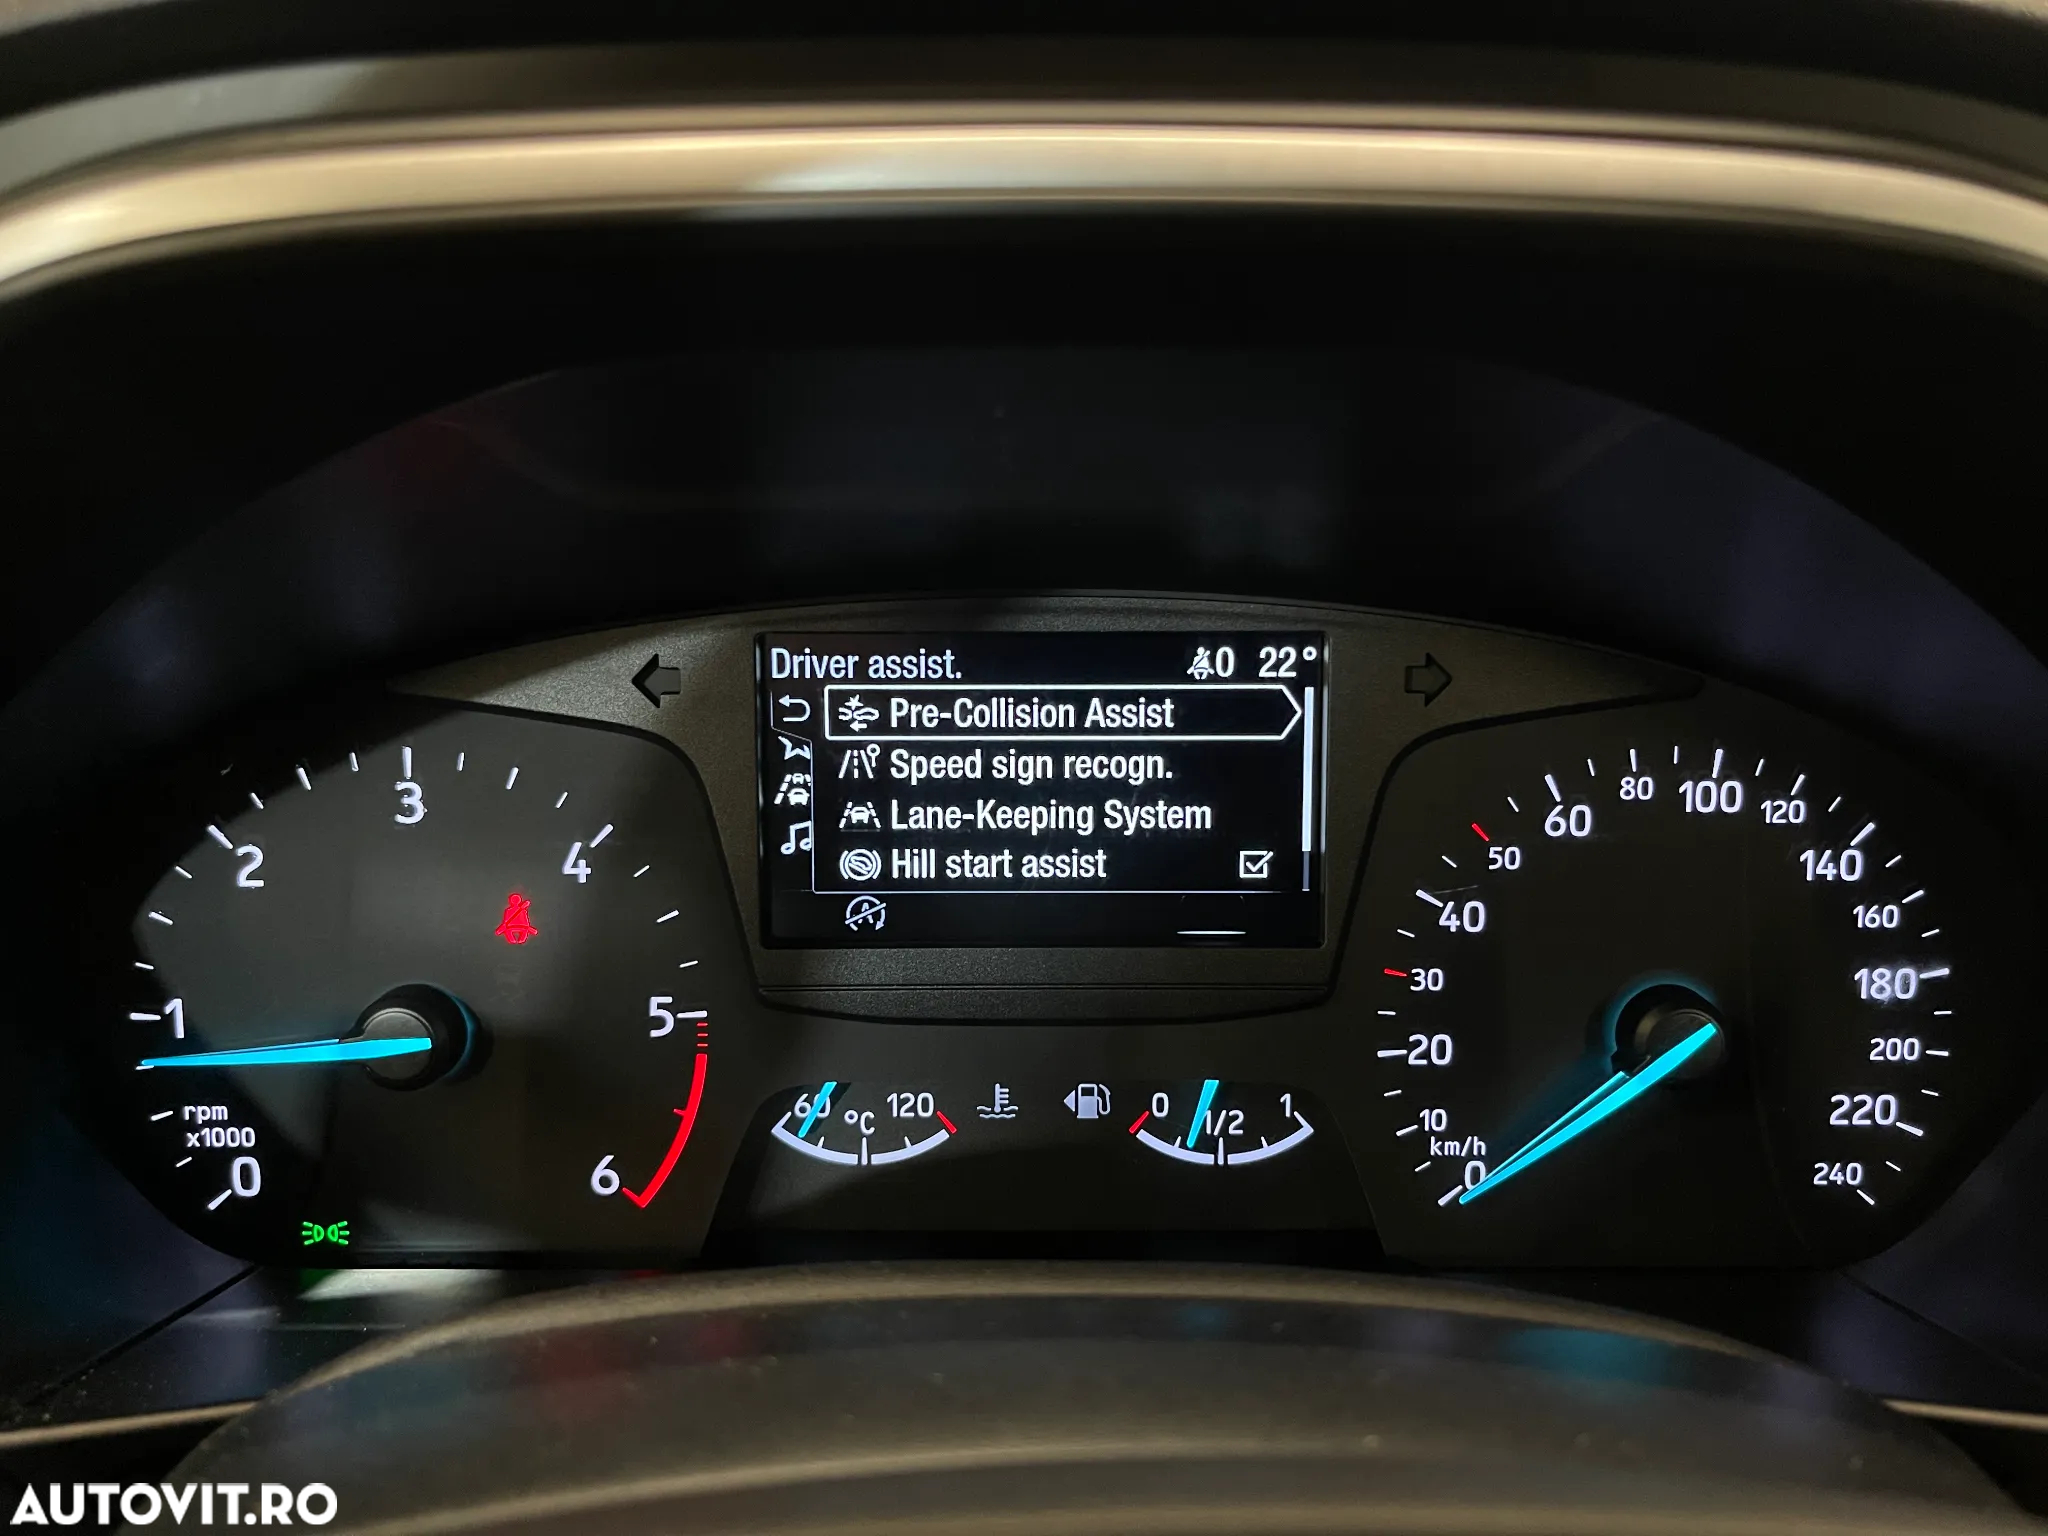 Driver assist.
0 22°
Pre-Collision Assist
Speed sign recogn.
Lane-Keeping System
Hill start assist
A
0
1
2
3
4
5
6
rpm
x1000
60
°C
120
0
1/2
1
0
10
20
30
40
50
60
80
100
120
140
160
180
200
220
240
km/h
AUTOVIT.RO